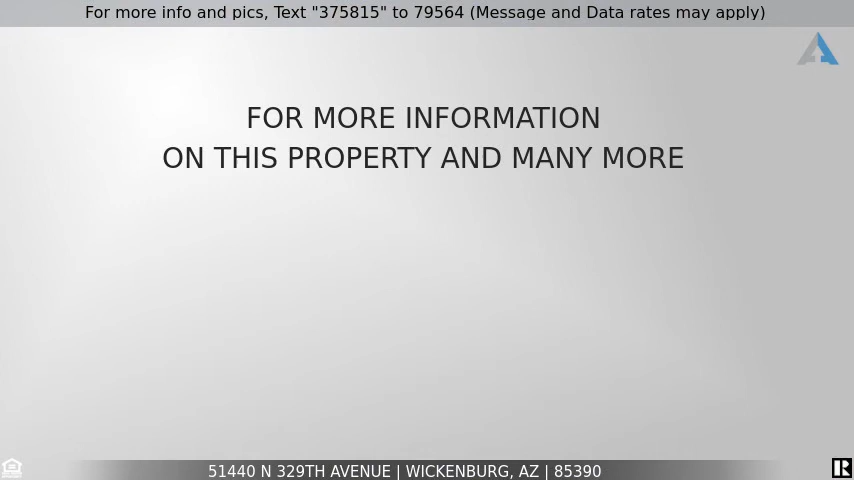 For more info and pics, Text "375815" to 79564 (Message and Data rates may apply)
FOR MORE INFORMATION
ON THIS PROPERTY AND MANY MORE
51440 N 329TH AVENUE | WICKENBURG, AZ | 85390